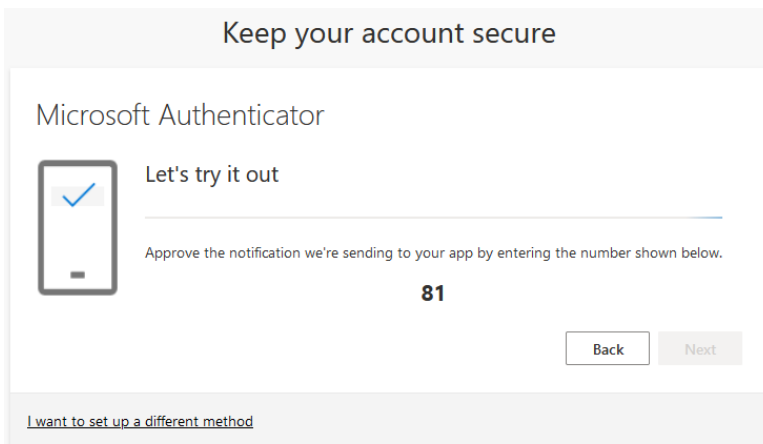 Keep your account secure
Microsoft Authenticator
Let's try it out
Approve the notification we're sending to your app by entering the number shown below.
81
Back
Next
I want to set up a different method